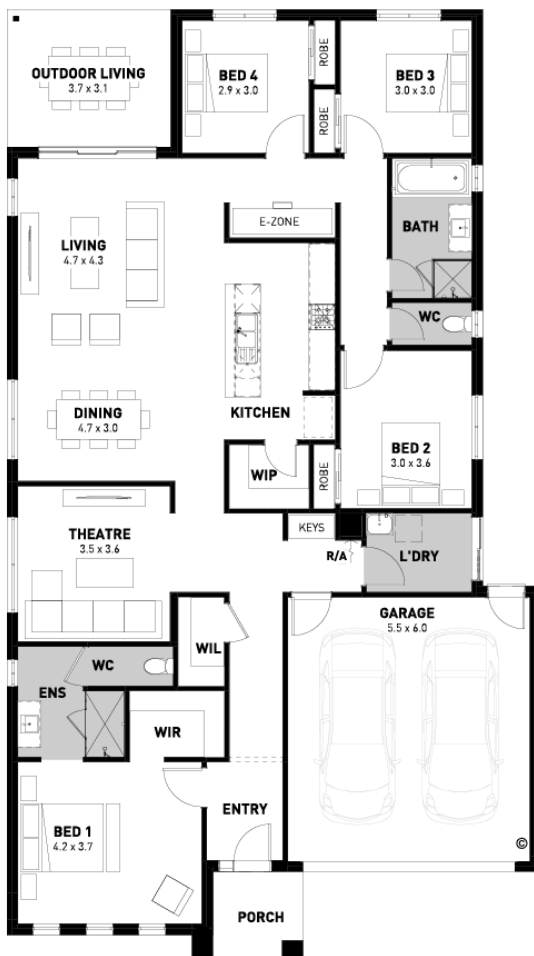 OUTDOOR LIVING
3.7 x 3.1
BED 4
2.9 x 3.0
ROBE
ROBE
BED 3
3.0 x 3.0
E-ZONE
BATH
LIVING
4.7 x 4.3
WC
DINING
4.7 x 3.0
KITCHEN
BED 2
3.0 x 3.6
WIP
ROBE
THEATRE
3.5 x 3.6
KEYS
R/A
L'DRY
GARAGE
5.5 x 6.0
WIL
WC
ENS
WIR
ENTRY
BED 1
4.2 x 3.7
©
PORCH